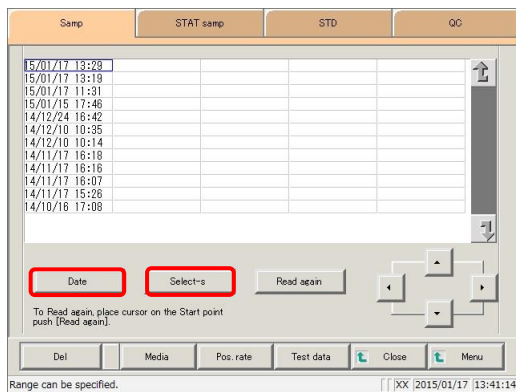 Samp STAT samp STD QC
15/01/17 13:29
15/01/17 13:19
15/01/17 11:31
15/01/15 17:46
14/12/24 16:42
14/12/10 10:35
14/12/10 10:14
14/11/17 16:18
14/11/17 16:16
14/11/17 16:07
14/11/17 15:26
14/10/16 17:08
Date Select-s Read again
To Read again, place cursor on the Start point
push [Read again].
Del Media Pos. rate Test data Close Menu
Range can be specified. XX 2015/01/17 13:41:14